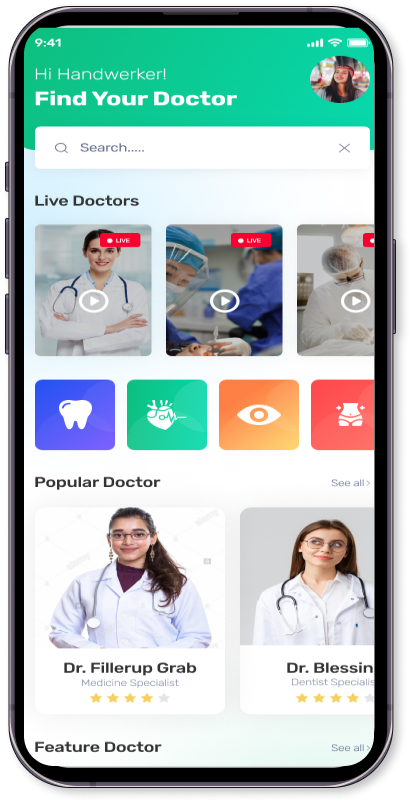 9:41
Hi Handwerker!
Find Your Doctor
Search.....
Live Doctors
LIVE
LIVE
Popular Doctor
See all>
Dr. Fillerup Grab
Medicine Specialist
Dr. Blessin
Dentist Specialis
Feature Doctor
See all>